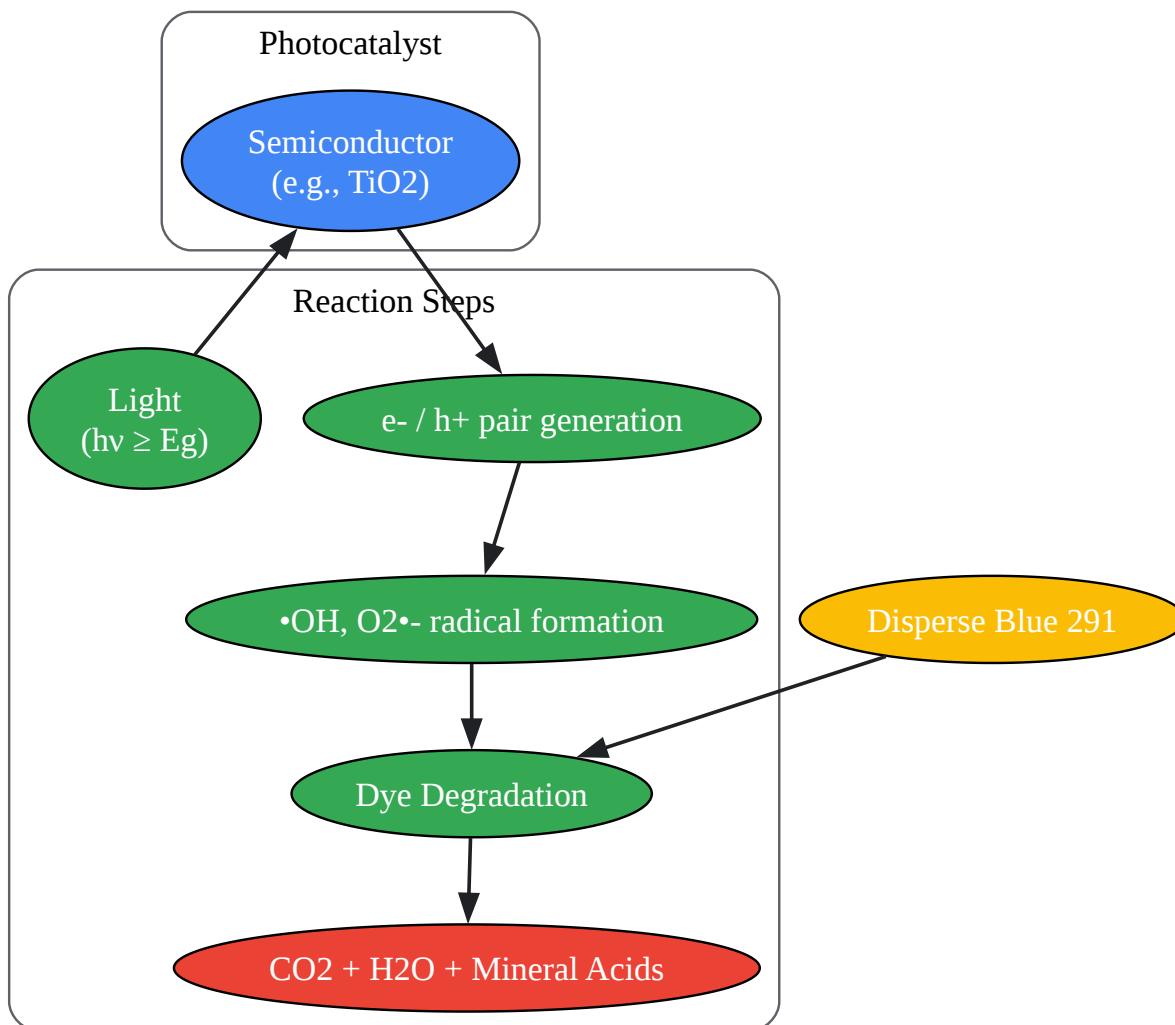 Photocatalyst
Semiconductor
(e.g., TiO2)
Reaction Steps
Light
(hν ≥ Eg)
e- / h+ pair generation
•OH, O2•- radical formation
Disperse Blue 291
Dye Degradation
CO2 + H2O + Mineral Acids